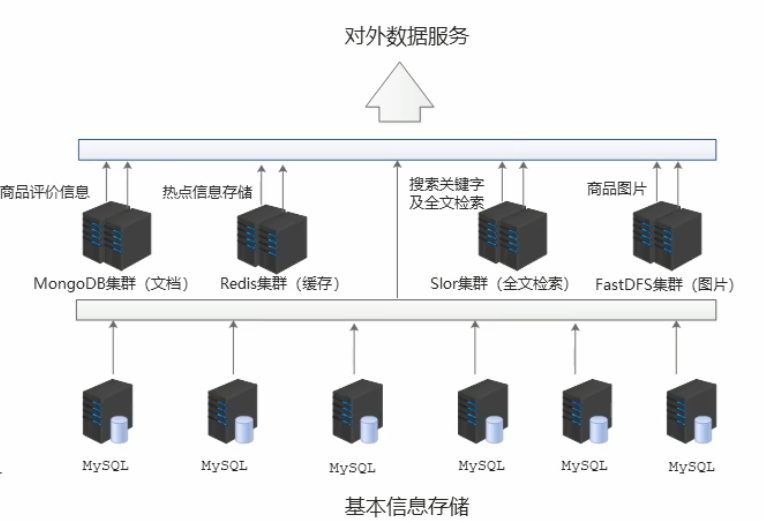 对外数据服务
商品评价信息
热点信息存储
搜索关键字
及全文检索
商品图片
MongoDB集群（文档）
Redis集群（缓存）
Slor集群（全文检索）
FastDFS集群（图片）
MySQL
MySQL
MySQL
MySQL
MySQL
MySQL
基本信息存储